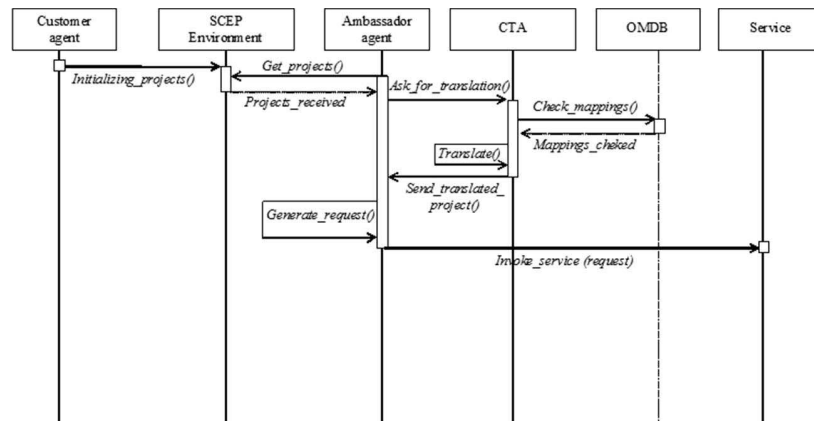 Customer
agent
SCEP
Environment
Ambassador
agent
CTA
OMDB
Service
Get_projects()
Initializing_projects()
Ask_for_translation()
Projects_received
Check_mappings()
Mappings_cheked
Translate()
Send_translated_
project()
Generate_request()
Invoke_service (request)